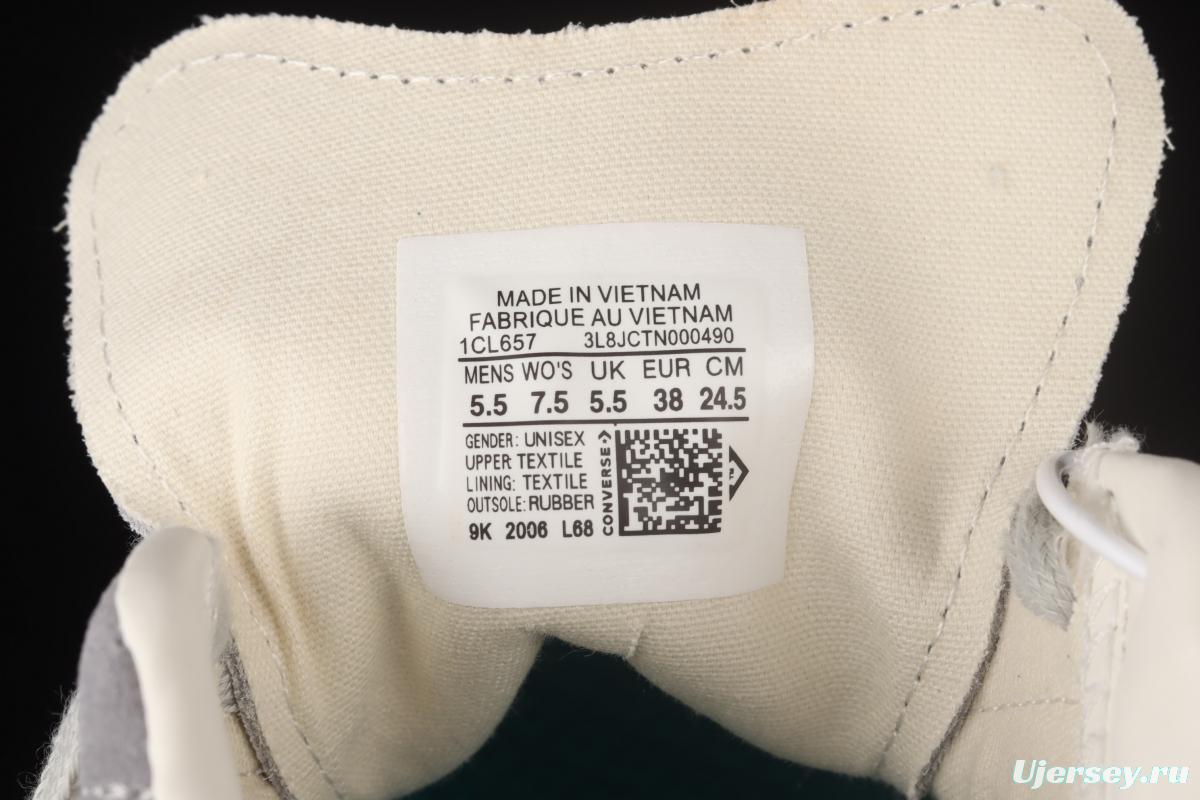 MADE IN VIETNAM
FABRIQUE AU VIETNAM
1CL657 3L8JCTN000490
MENS WO'S UK EUR CM
5.5 7.5 5.5 38 24.5
GENDER: UNISEX
UPPER: TEXTILE
LINING: TEXTILE
OUTSOLE: RUBBER
9K 2006 L68
CONVERSE
Ujersey.ru